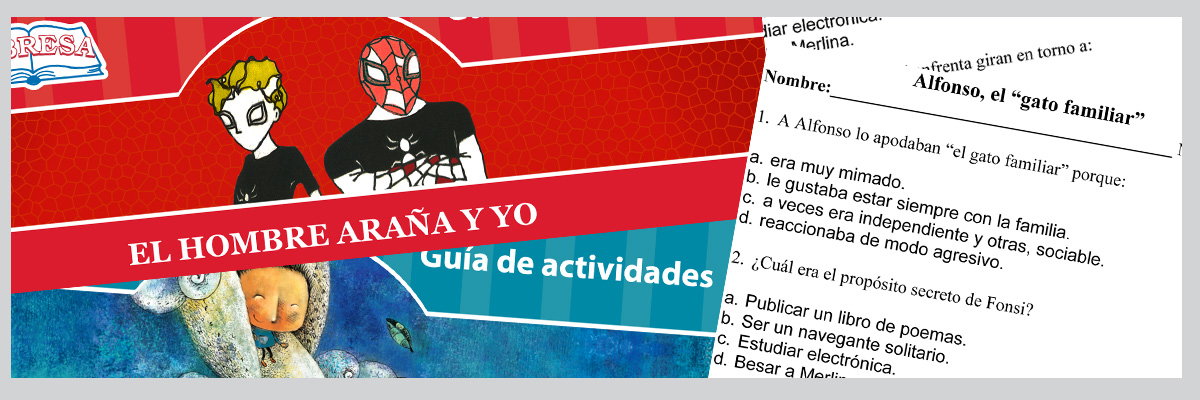 BRESA
EL HOMBRE ARAÑA Y YO
Guía de actividades
diar electrónica.
Merlina.
enfrenta giran en torno a:
Alfonso, el “gato familiar”
Nombre:
1. A Alfonso lo apodaban “el gato familiar” porque:
a. era muy mimado.
b. le gustaba estar siempre con la familia.
c. a veces era independiente y otras, sociable.
d. reaccionaba de modo agresivo.
2. ¿Cuál era el propósito secreto de Fonsi?
a. Publicar un libro de poemas.
b. Ser un navegante solitario.
c. Estudiar electrónica.
d. Besar a Merlin